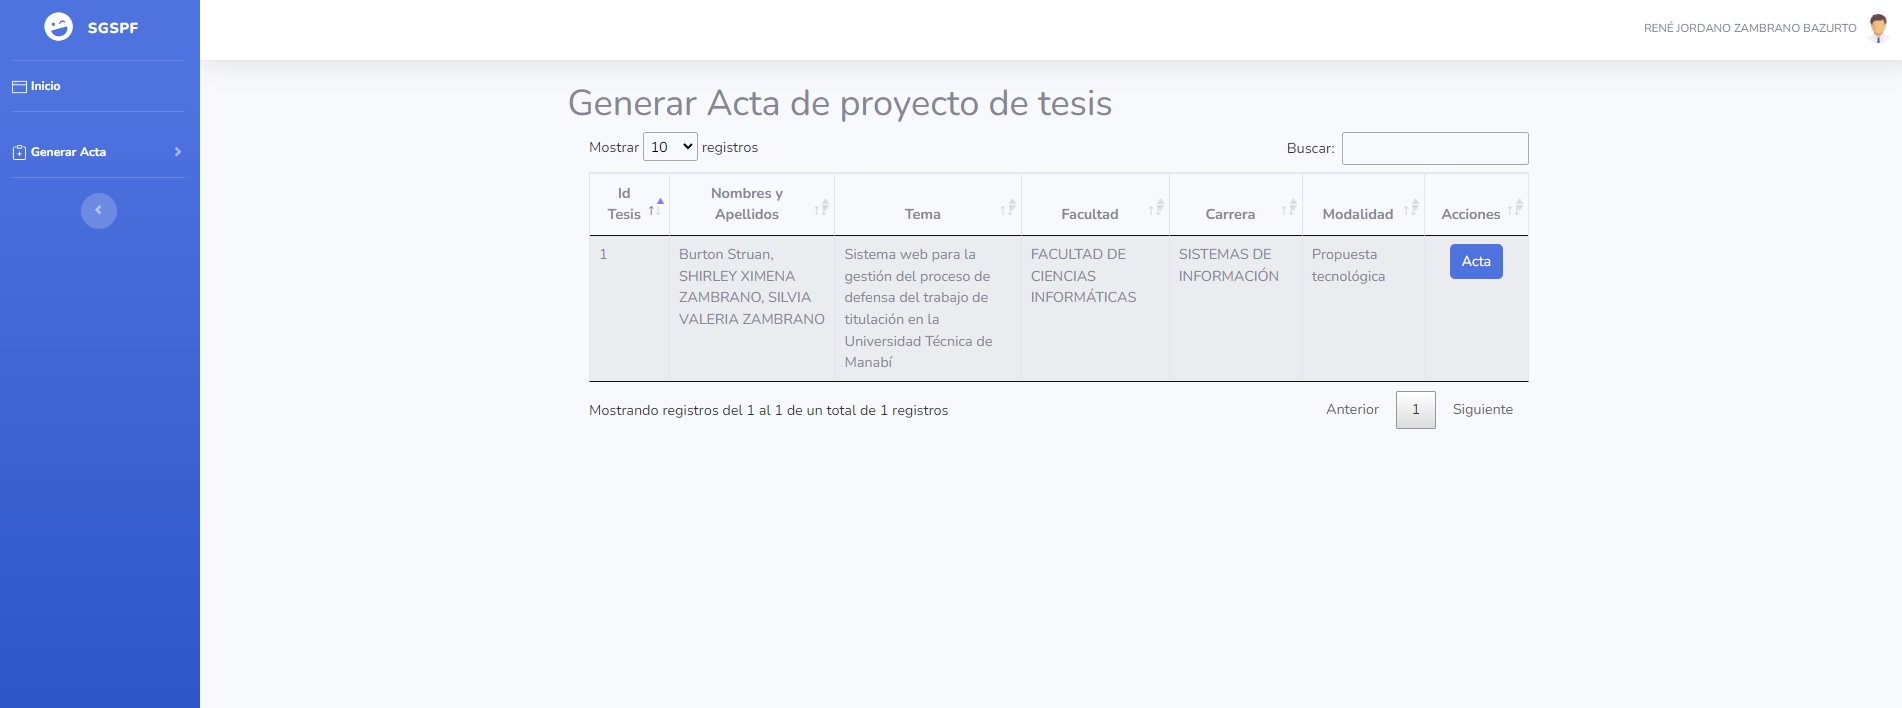 SGSPF
RENÉ JORDANO ZAMBRANO BAZURTO
Inicio
Generar Acta
Generar Acta de proyecto de tesis
Mostrar 10 registros
Buscar:
Id
Tesis
Nombres y
Apellidos
Tema
Facultad
Carrera
Modalidad
Acciones
1
Burton Struan,
SHIRLEY XIMENA
ZAMBRANO, SILVIA
VALERIA ZAMBRANO
Sistema web para la
gestión del proceso de
defensa del trabajo de
titulación en la
Universidad Técnica de
Manabí
FACULTAD DE
CIENCIAS
INFORMÁTICAS
SISTEMAS DE
INFORMACIÓN
Propuesta
tecnológica
Acta
Mostrando registros del 1 al 1 de un total de 1 registros
Anterior 1 Siguiente